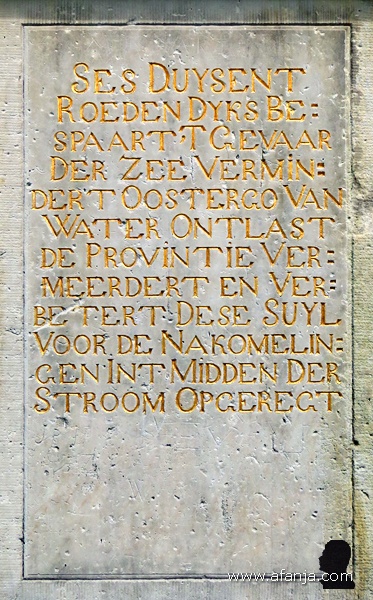 SES DUYSENT
ROEDEN DYKS BE=
SPAART 'T GEVAAR
DER ZEE VERMIN=
DERT OOSTERGO VAN
WATER ONTLAST
DE PROVINTIE VER=
MEERDERT EN VER=
BETERT. DESE SUYL
VOOR DE NAKOMELIN=
GEN INT MIDDEN DER
STROOM OPGEREGT
www.afanja.com